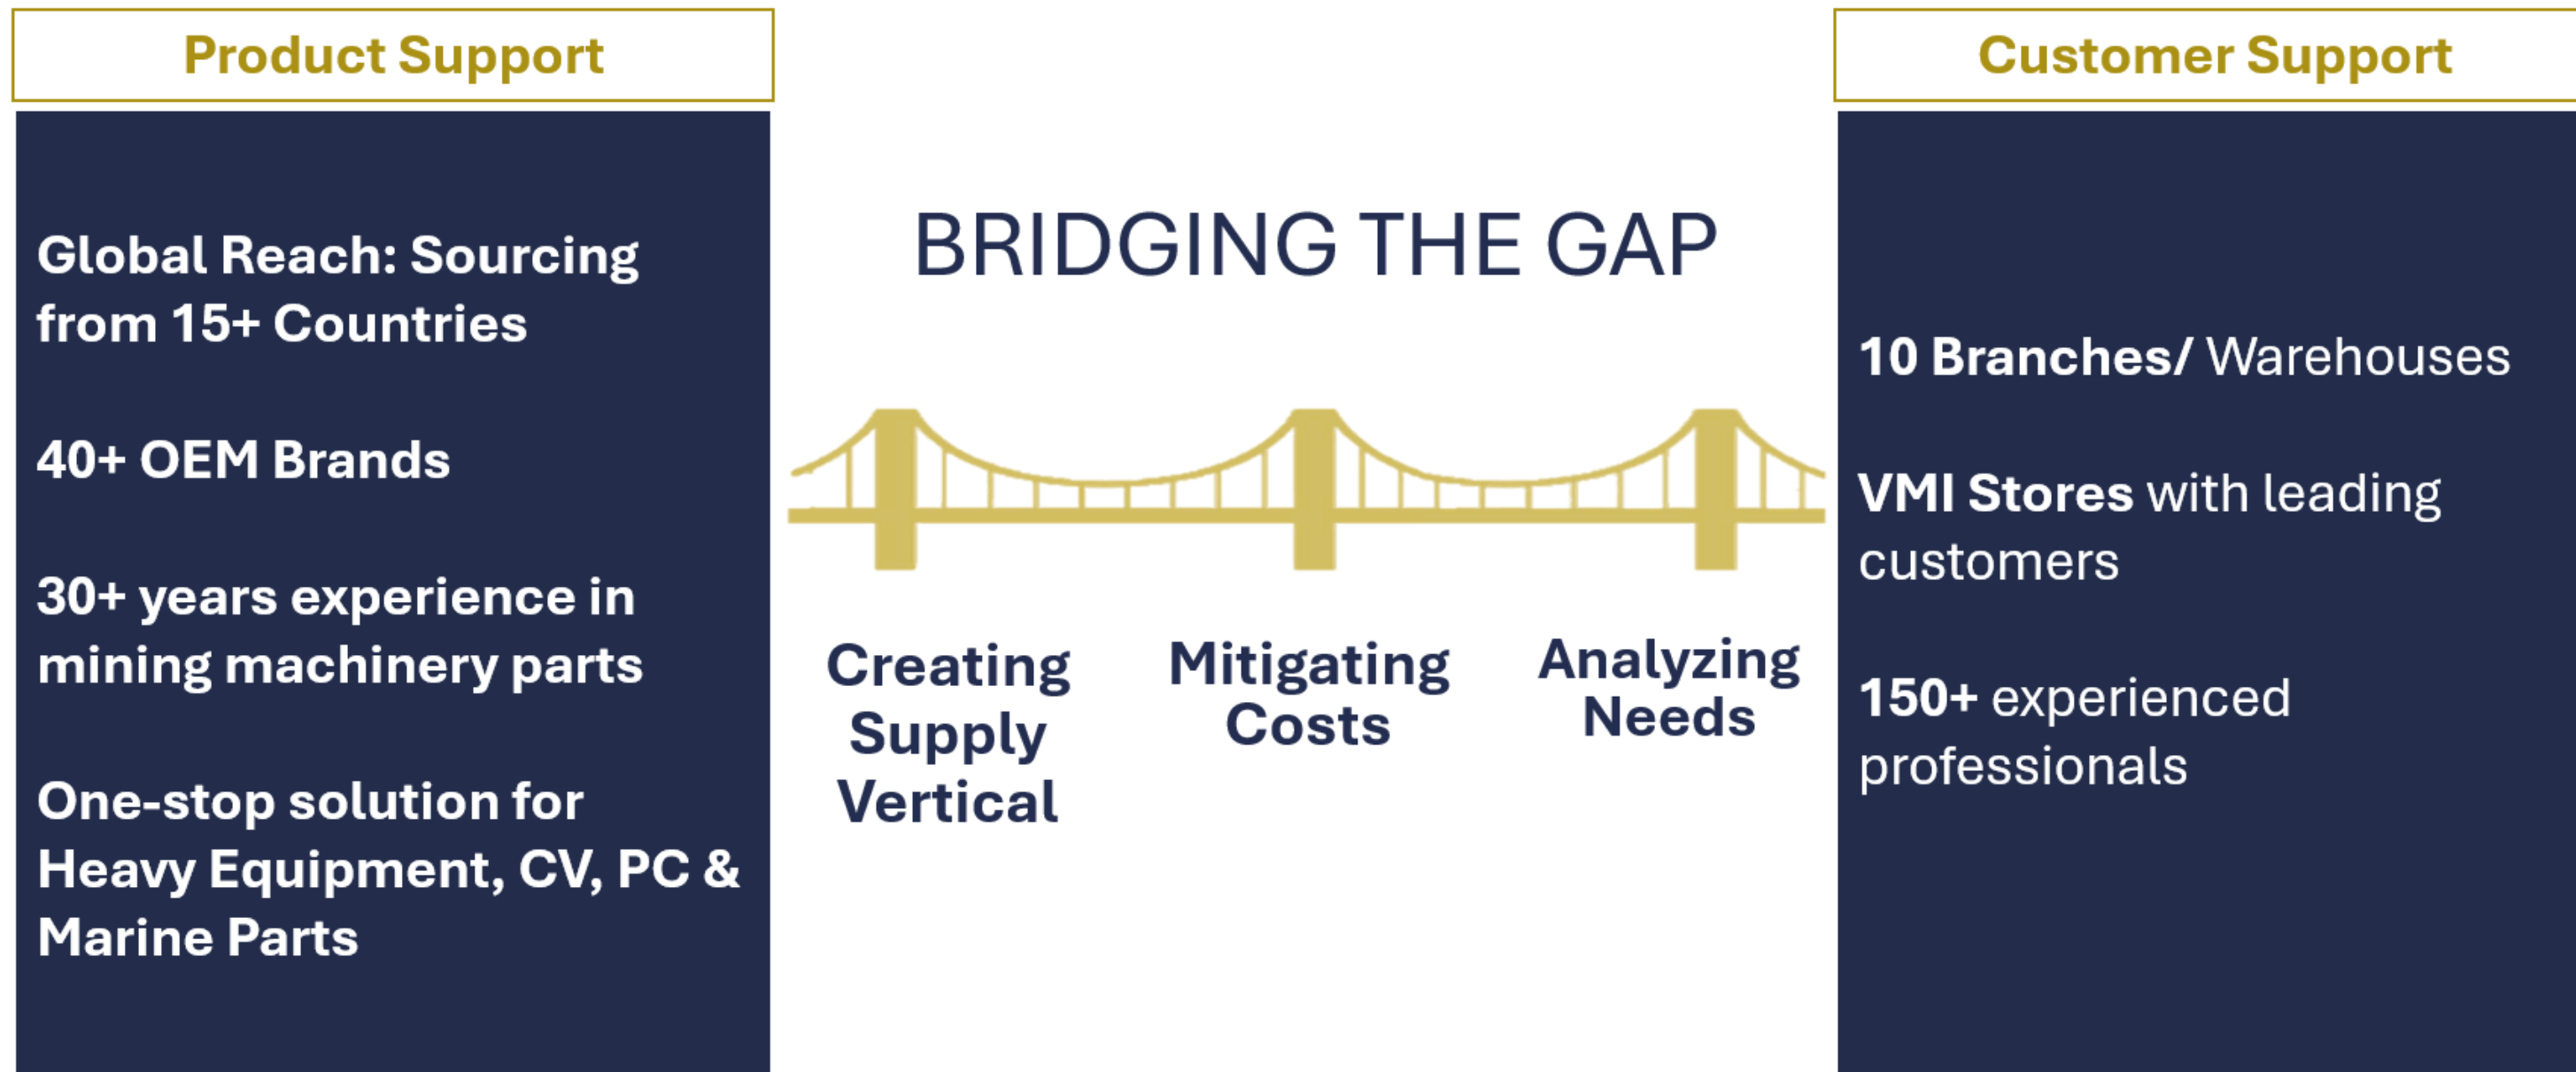 Product Support
Global Reach: Sourcing
from 15+ Countries
40+ OEM Brands
30+ years experience in
mining machinery parts
One-stop solution for
Heavy Equipment, CV, PC &
Marine Parts
BRIDGING THE GAP
Creating
Supply
Vertical
Mitigating
Costs
Analyzing
Needs
Customer Support
10 Branches/ Warehouses
VMI Stores with leading
customers
150+ experienced
professionals